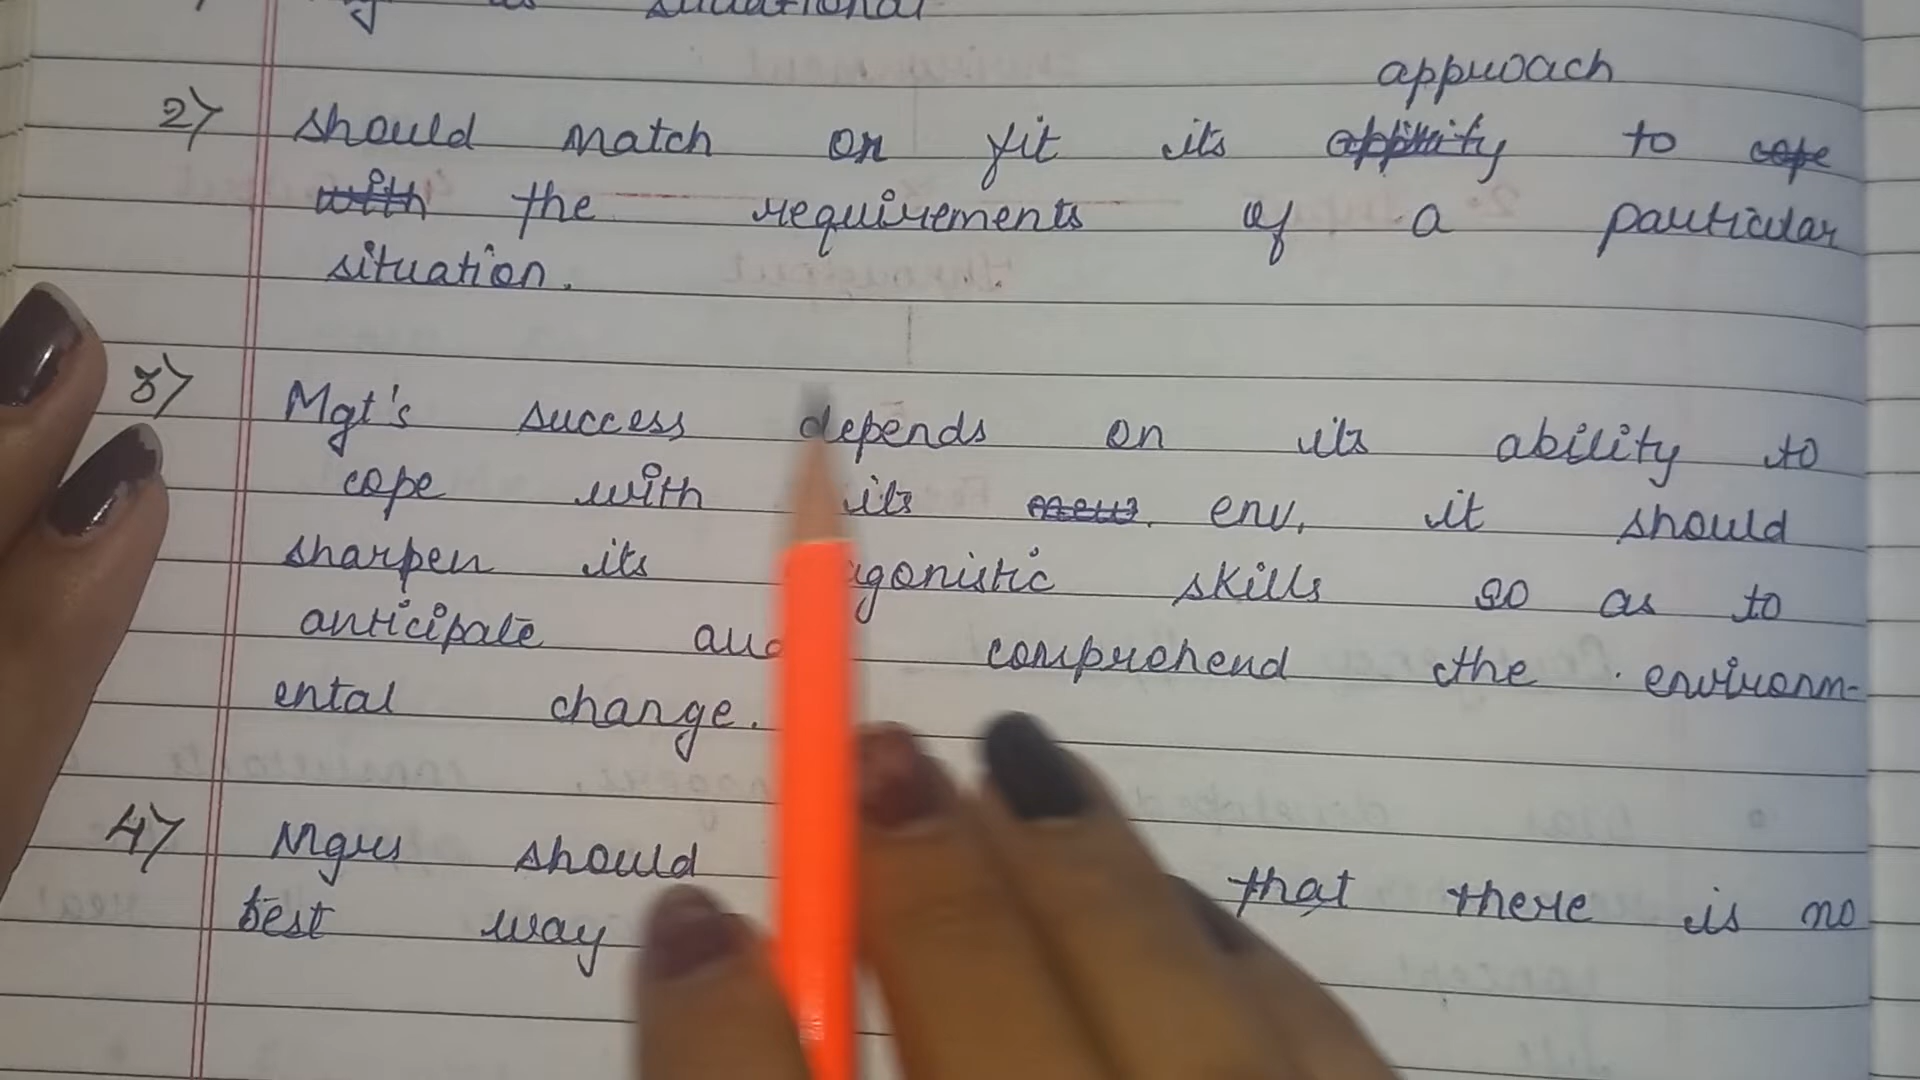 situational
approach
2) should match or fit its to
the requirements of a particular
situation.
3) Mgt's success depends on its ability to
cope with its env, it should
sharpen its agonistic skills so as to
anticipate comprehend the environm-
ental change.
4) Mgrs should that there is no
best way